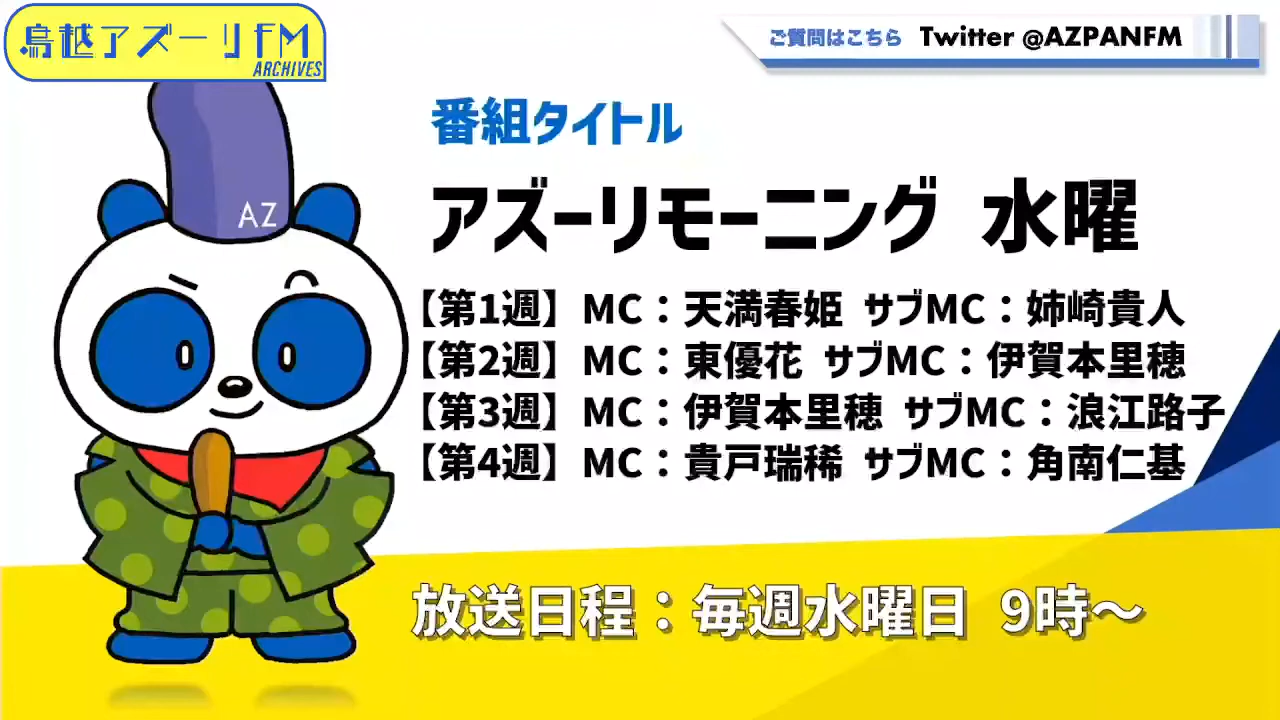 鳥越アズーリFM
ARCHIVES
ご質問はこちら Twitter @AZPANFM
番組タイトル
アズーリモーニング 水曜
【第1週】MC：天満春姫 サブMC：姉崎貴人
【第2週】MC：東優花 サブMC：伊賀本里穂
【第3週】MC：伊賀本里穂 サブMC：浪江路子
【第4週】MC：貴戸瑞稀 サブMC：角南仁基
AZ
放送日程：毎週水曜日 9時～